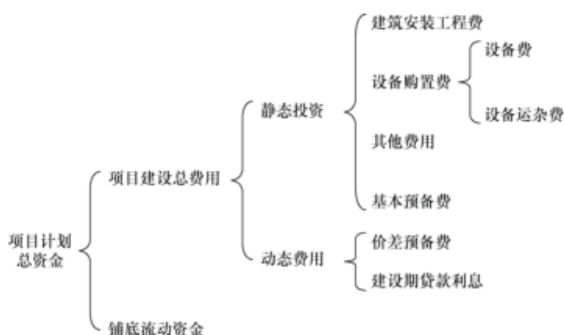 建筑安装工程费
设备费
设备购置费
设备运杂费
静态投资
其他费用
项目建设总费用
基本预备费
项目计划
总资金
价差预备费
动态费用
建设期贷款利息
铺底流动资金